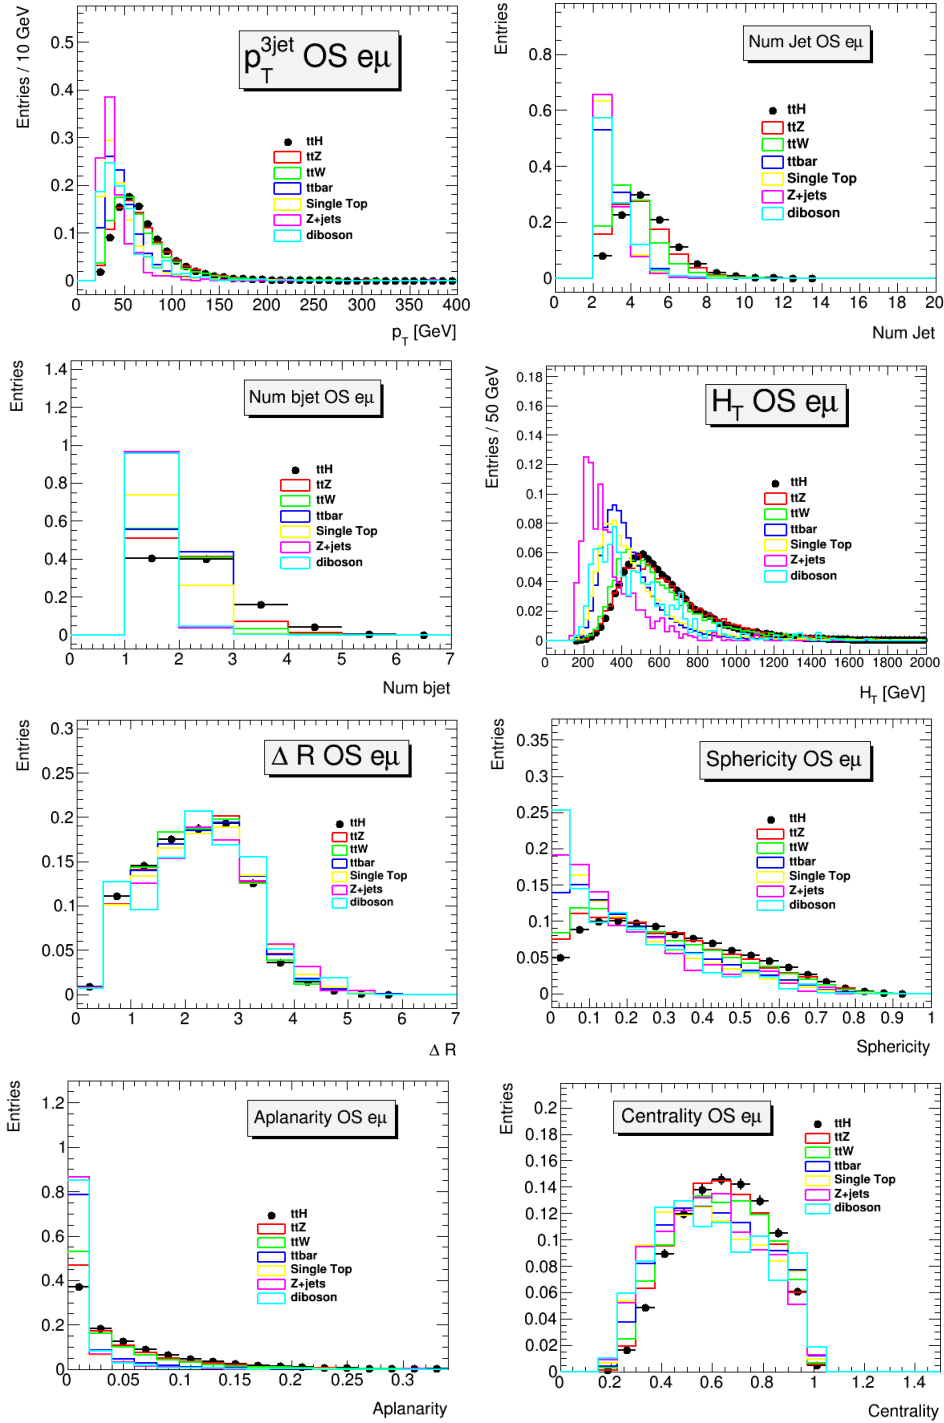 Entries / 10 GeV
p_T^3jet OS eμ
0.5
0.4
0.3
0.2
0.1
0
ttH
ttZ
ttW
ttbar
Single Top
Z+jets
diboson
0 50 100 150 200 250 300 350 400
p_T [GeV]
Entries
Num Jet OS eμ
0.8
0.6
0.4
0.2
0
ttH
ttZ
ttW
ttbar
Single Top
Z+jets
diboson
0 2 4 6 8 10 12 14 16 18 20
Num Jet
Entries
Num bjet OS eμ
1.4
1.2
1
0.8
0.6
0.4
0.2
0
ttH
ttZ
ttW
ttbar
Single Top
Z+jets
diboson
0 1 2 3 4 5 6 7
Num bjet
Entries / 50 GeV
H_T OS eμ
0.18
0.16
0.14
0.12
0.1
0.08
0.06
0.04
0.02
0
ttH
ttZ
ttW
ttbar
Single Top
Z+jets
diboson
0 200 400 600 800 1000 1200 1400 1600 1800 2000
H_T [GeV]
Entries
Δ R OS eμ
0.3
0.25
0.2
0.15
0.1
0.05
0
ttH
ttZ
ttW
ttbar
Single Top
Z+jets
diboson
0 1 2 3 4 5 6 7
Δ R
Entries
Sphericity OS eμ
0.35
0.3
0.25
0.2
0.15
0.1
0.05
0
ttH
ttZ
ttW
ttbar
Single Top
Z+jets
diboson
0 0.1 0.2 0.3 0.4 0.5 0.6 0.7 0.8 0.9 1
Sphericity
Entries
Aplanarity OS eμ
1.2
1
0.8
0.6
0.4
0.2
0
ttH
ttZ
ttW
ttbar
Single Top
Z+jets
diboson
0 0.05 0.1 0.15 0.2 0.25 0.3
Aplanarity
Entries
Centrality OS eμ
0.2
0.18
0.16
0.14
0.12
0.1
0.08
0.06
0.04
0.02
0
ttH
ttZ
ttW
ttbar
Single Top
Z+jets
diboson
0 0.2 0.4 0.6 0.8 1 1.2 1.4
Centrality